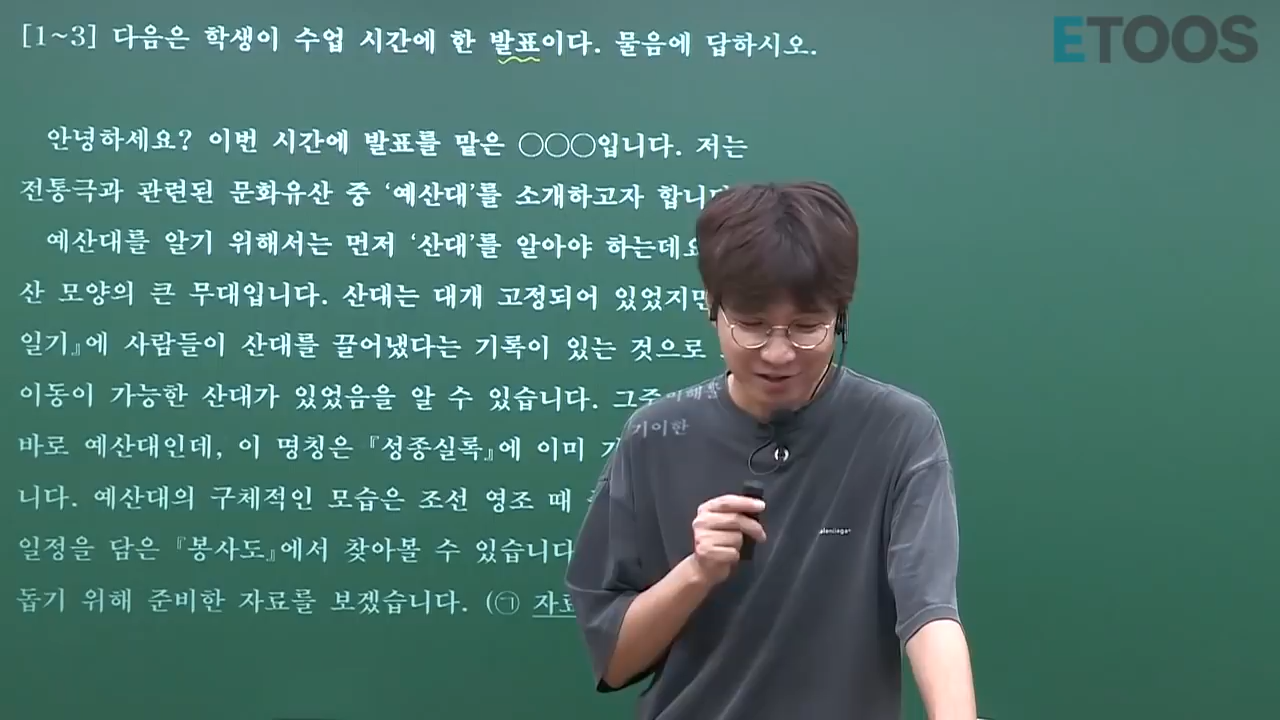 [1~3] 다음은 학생이 수업 시간에 한 발표이다. 물음에 답하시오.
ETOOS
안녕하세요? 이번 시간에 발표를 맡은 ○○○입니다. 저는
전통극과 관련된 문화유산 중 ‘예산대’를 소개하고자 합니다
예산대를 알기 위해서는 먼저 ‘산대’를 알아야 하는데요
산 모양의 큰 무대입니다. 산대는 대개 고정되어 있었지만
일기』에 사람들이 산대를 끌어냈다는 기록이 있는 것으로
이동이 가능한 산대가 있었음을 알 수 있습니다. 그중 이해를
바로 예산대인데, 이 명칭은 『성종실록』에 이미 기이한
니다. 예산대의 구체적인 모습은 조선 영조 때
일정을 담은 『봉사도』에서 찾아볼 수 있습니다
돕기 위해 준비한 자료를 보겠습니다. (㉠ 자료